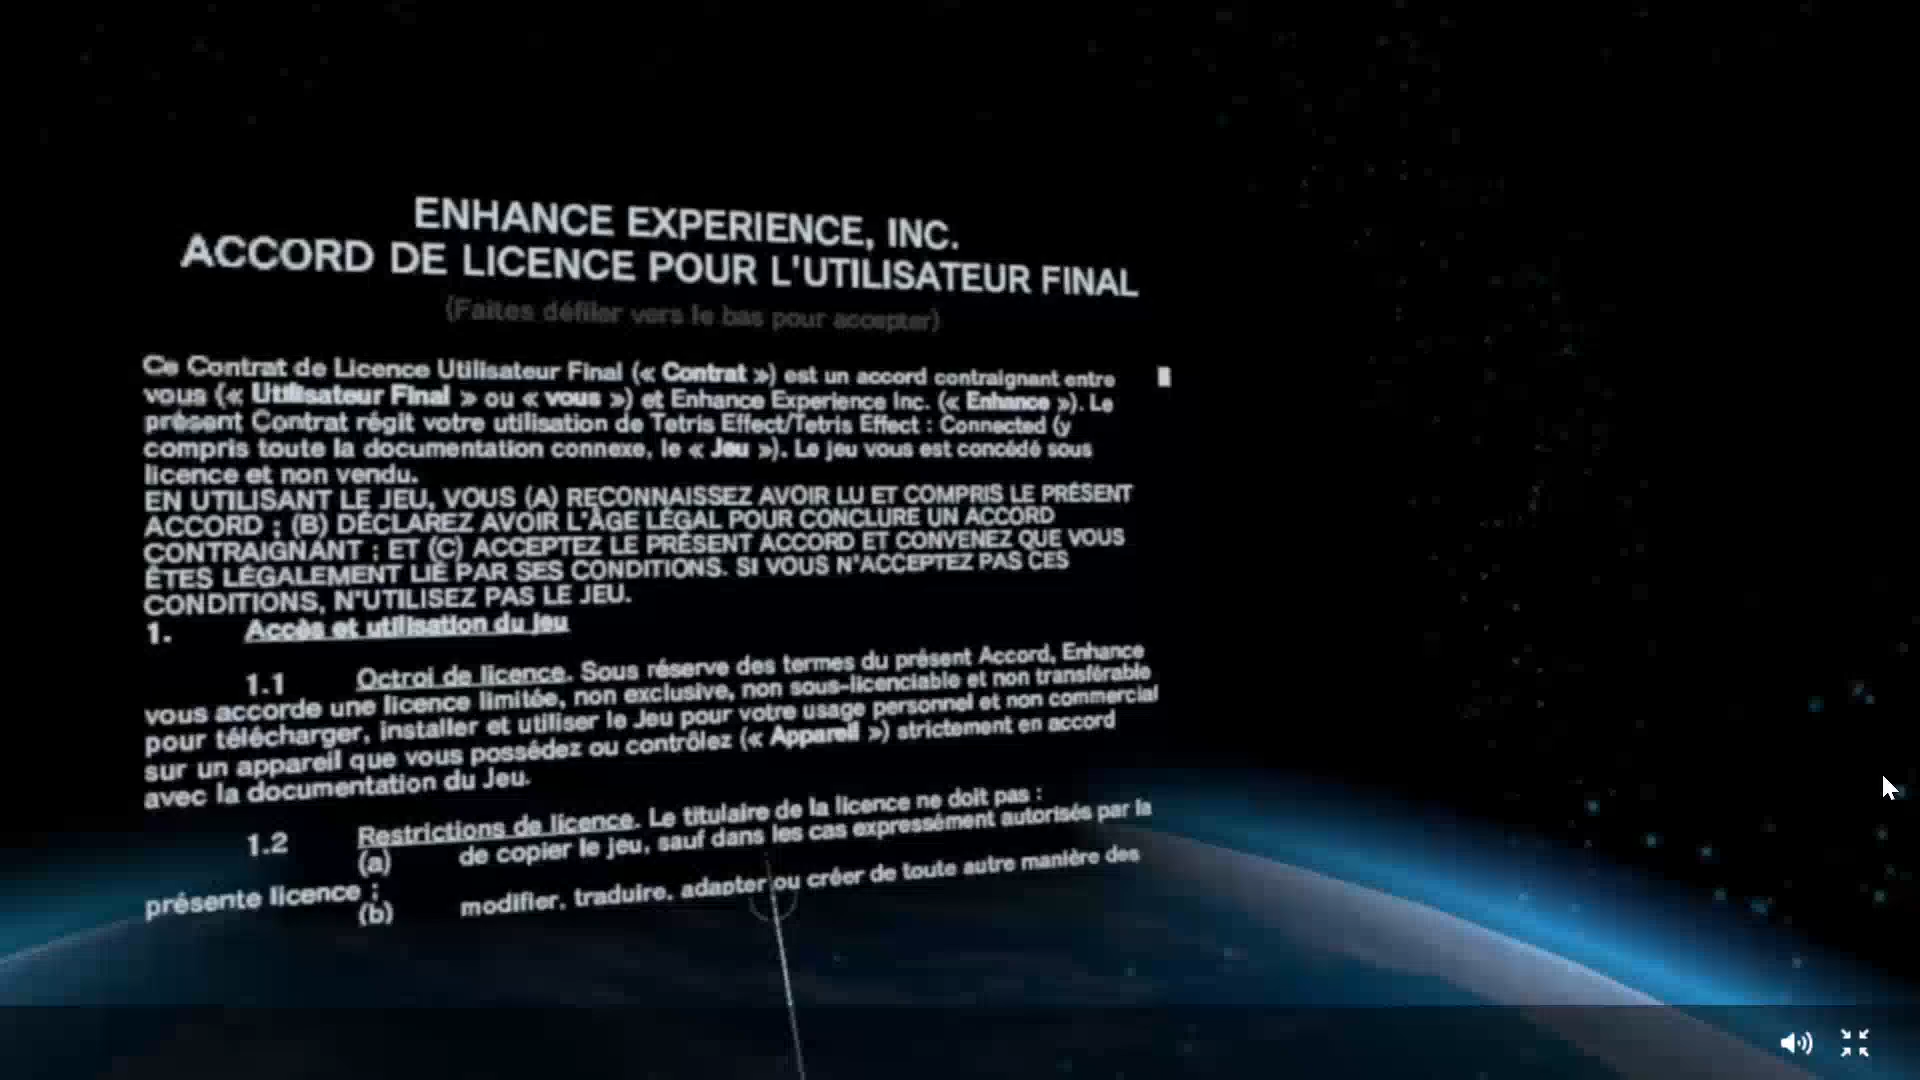 ENHANCE EXPERIENCE, INC.
ACCORD DE LICENCE POUR L'UTILISATEUR FINAL
(Faites défiler vers le bas pour accepter)
Ce Contrat de Licence Utilisateur Final (« Contrat ») est un accord contraignant entre
vous (« Utilisateur Final » ou « vous ») et Enhance Experience Inc. (« Enhance »). Le
présent Contrat régit votre utilisation de Tetris Effect/Tetris Effect : Connected (y
compris toute la documentation connexe, le « Jeu »). Le jeu vous est concédé sous
licence et non vendu.
EN UTILISANT LE JEU, VOUS (A) RECONNAISSEZ AVOIR LU ET COMPRIS LE PRÉSENT
ACCORD ; (B) DÉCLAREZ AVOIR L'ÂGE LÉGAL POUR CONCLURE UN ACCORD
CONTRAIGNANT ; ET (C) ACCEPTEZ LE PRÉSENT ACCORD ET CONVENEZ QUE VOUS
ÊTES LÉGALEMENT LIÉ PAR SES CONDITIONS. SI VOUS N'ACCEPTEZ PAS CES
CONDITIONS, N'UTILISEZ PAS LE JEU.
1. Accès et utilisation du jeu
1.1 Octroi de licence. Sous réserve des termes du présent Accord, Enhance
vous accorde une licence limitée, non exclusive, non sous-licenciable et non transférable
pour télécharger, installer et utiliser le Jeu pour votre usage personnel et non commercial
sur un appareil que vous possédez ou contrôlez (« Appareil ») strictement en accord
avec la documentation du Jeu.
1.2 Restrictions de licence. Le titulaire de la licence ne doit pas :
(a) de copier le jeu, sauf dans les cas expressément autorisés par la
présente licence ;
(b) modifier, traduire, adapter ou créer de toute autre manière des